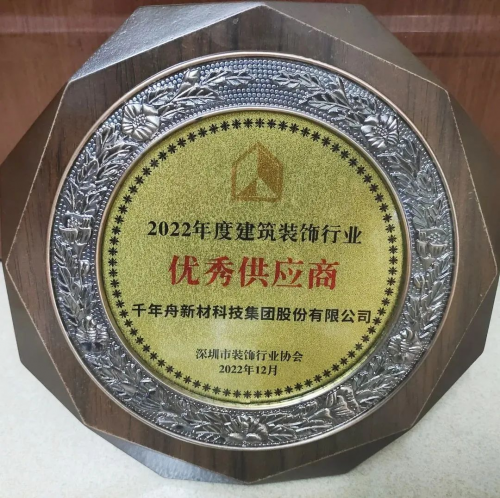 2022年度建筑装饰行业
优秀供应商
千年舟新材科技集团股份有限公司
深圳市装饰行业协会
2022年12月